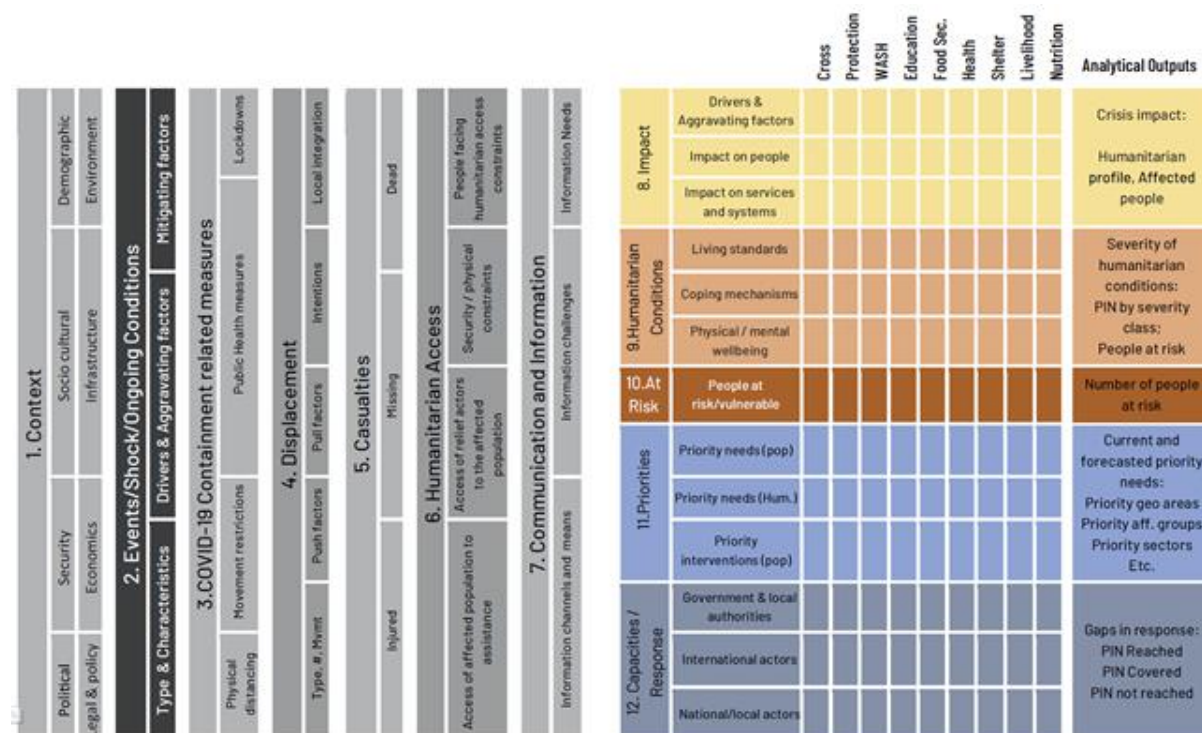 1. Context
Political
Security
Socio cultural
Demographic
Legal & policy
Economics
Infrastructure
Environment
2. Events/Shock/Ongoing Conditions
Type & Characteristics
Drivers & Aggravating factors
Mitigating factors
3.COVID-19 Containment related measures
Physical
distancing
Movement restrictions
Public Health measures
Lockdowns
4. Displacement
Type, #, Mvmt
Push factors
Pull factors
Intentions
Local integration
5. Casualties
Injured
Missing
Dead
6. Humanitarian Access
Access of affected population to
assistance
Access of relief actors
to the affected
population
Security / physical
constraints
People facing
humanitarian access
constraints
7. Communication and Information
Information channels and means
Information challenges
Information Needs
Cross
Protection
WASH
Education
Food Sec.
Health
Shelter
Livelihood
Nutrition
Analytical Outputs
8. Impact
Drivers &
Aggravating factors
Impact on people
Impact on services
and systems
Crisis impact:
Humanitarian
profile, Affected
people
9.Humanitarian
Conditions
Living standards
Coping mechanisms
Physical / mental
wellbeing
Severity of
humanitarian
conditions:
PIN by severity
class;
People at risk
10.At
Risk
People at
risk/vulnerable
Number of people
at risk
11.Priorities
Priority needs (pop)
Priority needs (Hum.)
Priority
interventions (pop)
Current and
forecasted priority
needs:
Priority geo areas
Priority aff. groups
Priority sectors
Etc.
12. Capacities /
Response
Government & local
authorities
International actors
National/local actors
Gaps in response:
PIN Reached
PIN Covered
PIN not reached